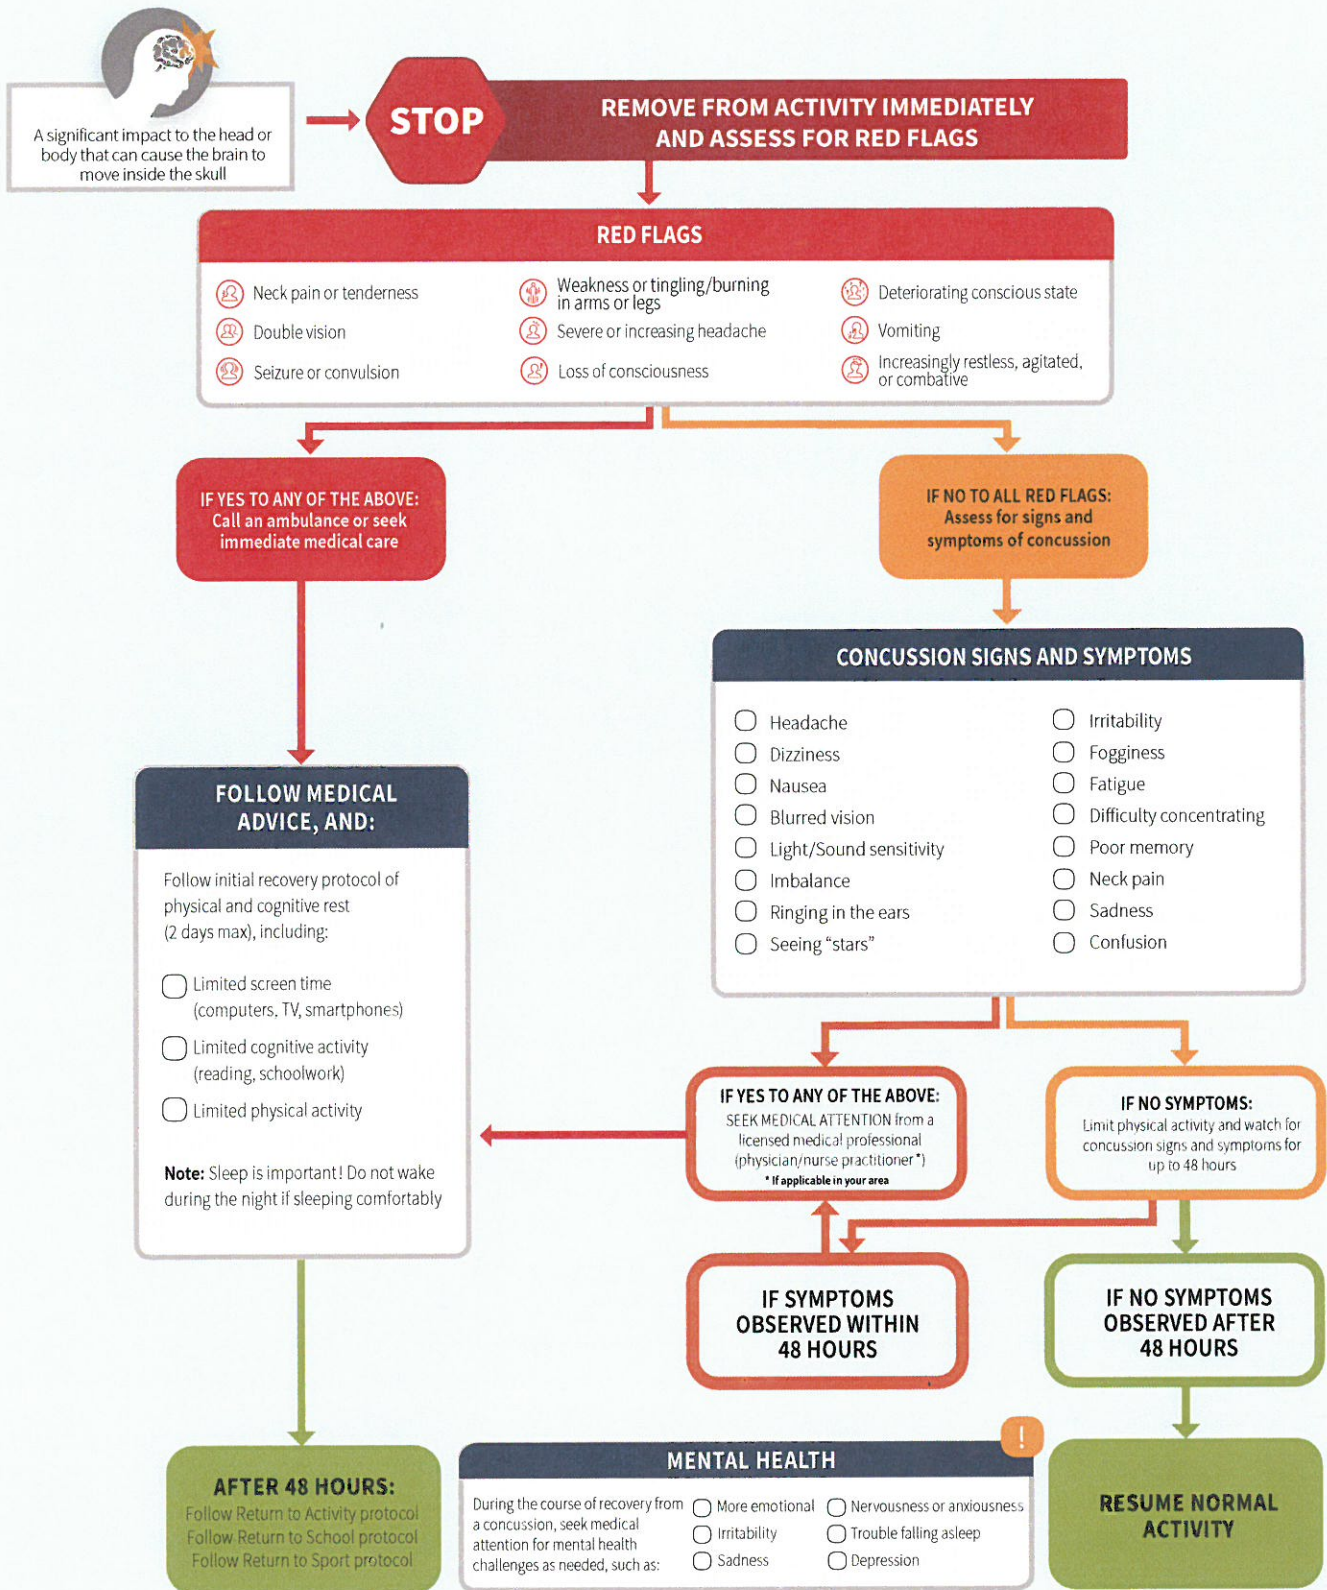 A significant impact to the head or
body that can cause the brain to
move inside the skull
STOP
REMOVE FROM ACTIVITY IMMEDIATELY
AND ASSESS FOR RED FLAGS
RED FLAGS
Neck pain or tenderness
Double vision
Seizure or convulsion
Weakness or tingling/burning
in arms or legs
Severe or increasing headache
Loss of consciousness
Deteriorating conscious state
Vomiting
Increasingly restless, agitated,
or combative
IF YES TO ANY OF THE ABOVE:
Call an ambulance or seek
immediate medical care
IF NO TO ALL RED FLAGS:
Assess for signs and
symptoms of concussion
CONCUSSION SIGNS AND SYMPTOMS
Headache
Dizziness
Nausea
Blurred vision
Light/Sound sensitivity
Imbalance
Ringing in the ears
Seeing “stars”
Irritability
Fogginess
Fatigue
Difficulty concentrating
Poor memory
Neck pain
Sadness
Confusion
FOLLOW MEDICAL
ADVICE, AND:
Follow initial recovery protocol of
physical and cognitive rest
(2 days max), including:
Limited screen time
(computers, TV, smartphones)
Limited cognitive activity
(reading, schoolwork)
Limited physical activity
Note: Sleep is important! Do not wake
during the night if sleeping comfortably
IF YES TO ANY OF THE ABOVE:
SEEK MEDICAL ATTENTION from a
licensed medical professional
(physician/nurse practitioner*)
* If applicable in your area
IF NO SYMPTOMS:
Limit physical activity and watch for
concussion signs and symptoms for
up to 48 hours
IF SYMPTOMS
OBSERVED WITHIN
48 HOURS
IF NO SYMPTOMS
OBSERVED AFTER
48 HOURS
AFTER 48 HOURS:
Follow Return to Activity protocol
Follow Return to School protocol
Follow Return to Sport protocol
!
MENTAL HEALTH
During the course of recovery from
a concussion, seek medical
attention for mental health
challenges as needed, such as:
More emotional
Irritability
Sadness
Nervousness or anxiousness
Trouble falling asleep
Depression
RESUME NORMAL
ACTIVITY